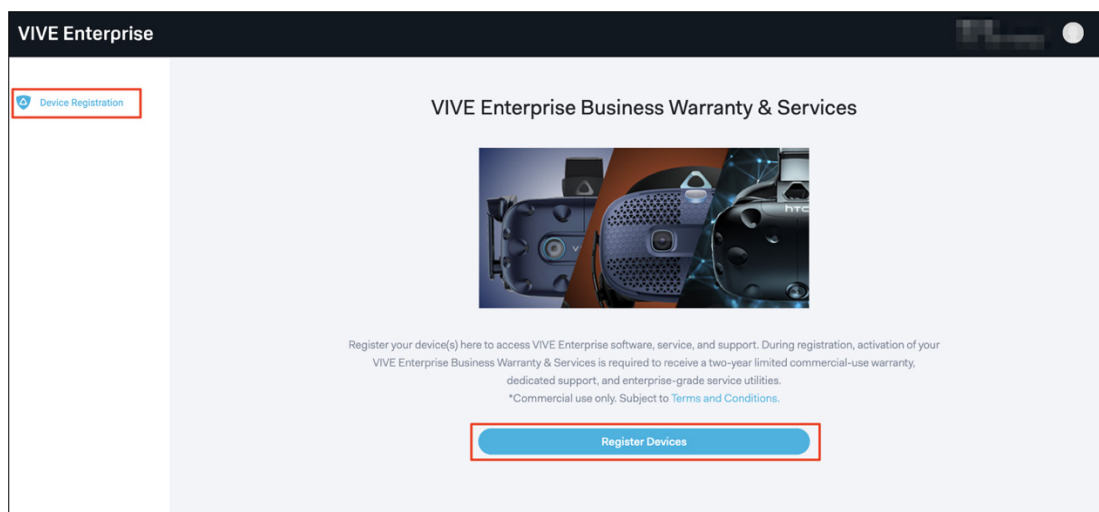 VIVE Enterprise
Device Registration
VIVE Enterprise Business Warranty & Services
htc
Register your device(s) here to access VIVE Enterprise software, service, and support. During registration, activation of your
VIVE Enterprise Business Warranty & Services is required to receive a two-year limited commercial-use warranty,
dedicated support, and enterprise-grade service utilities.
*Commercial use only. Subject to Terms and Conditions.
Register Devices